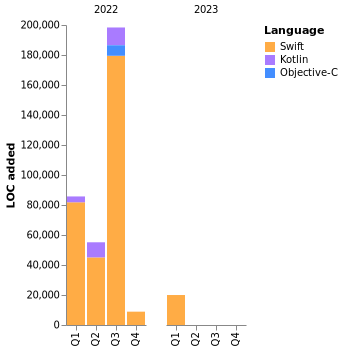 2022
2023
Language
Swift
Kotlin
Objective-C
LOC added
200,000
180,000
160,000
140,000
120,000
100,000
80,000
60,000
40,000
20,000
0
Q1
Q2
Q3
Q4
Q1
Q2
Q3
Q4